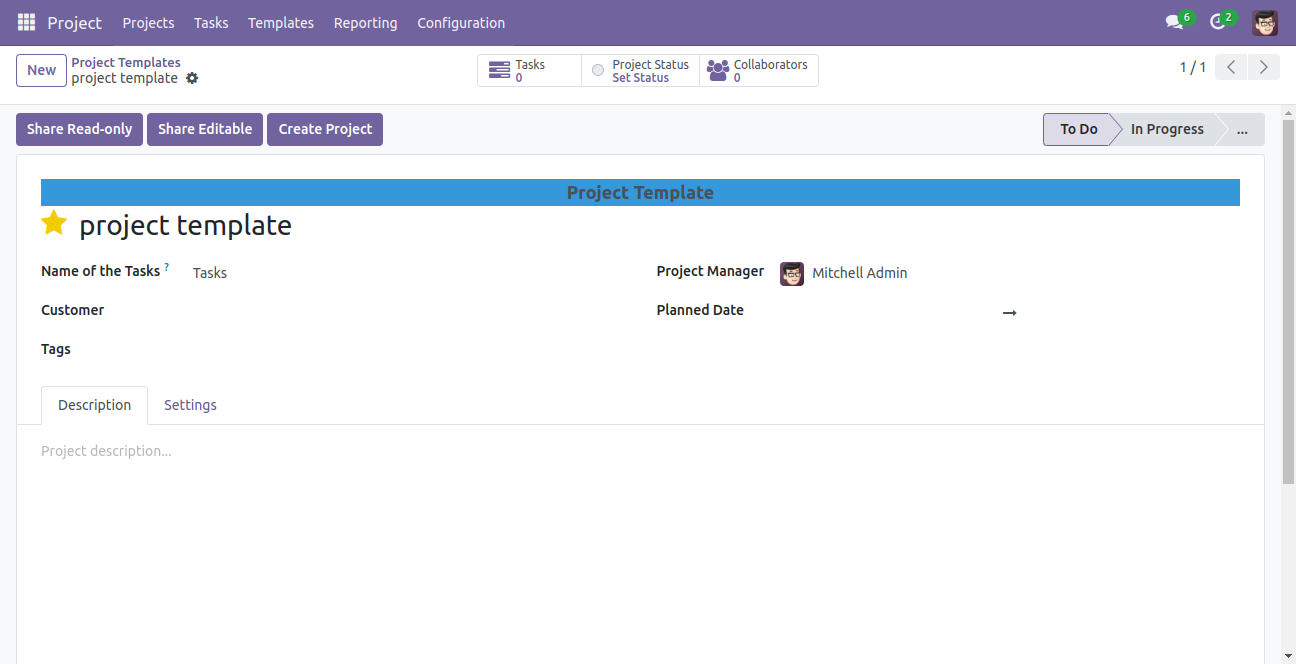 Project Projects Tasks Templates Reporting Configuration 6 2
New Project Templates
project template
Tasks
0
Project Status
Set Status
Collaborators
0
1 / 1
Share Read-only Share Editable Create Project To Do In Progress ...
Project Template
project template
Name of the Tasks ? Tasks Project Manager Mitchell Admin
Customer Planned Date
Tags
Description Settings
Project description...